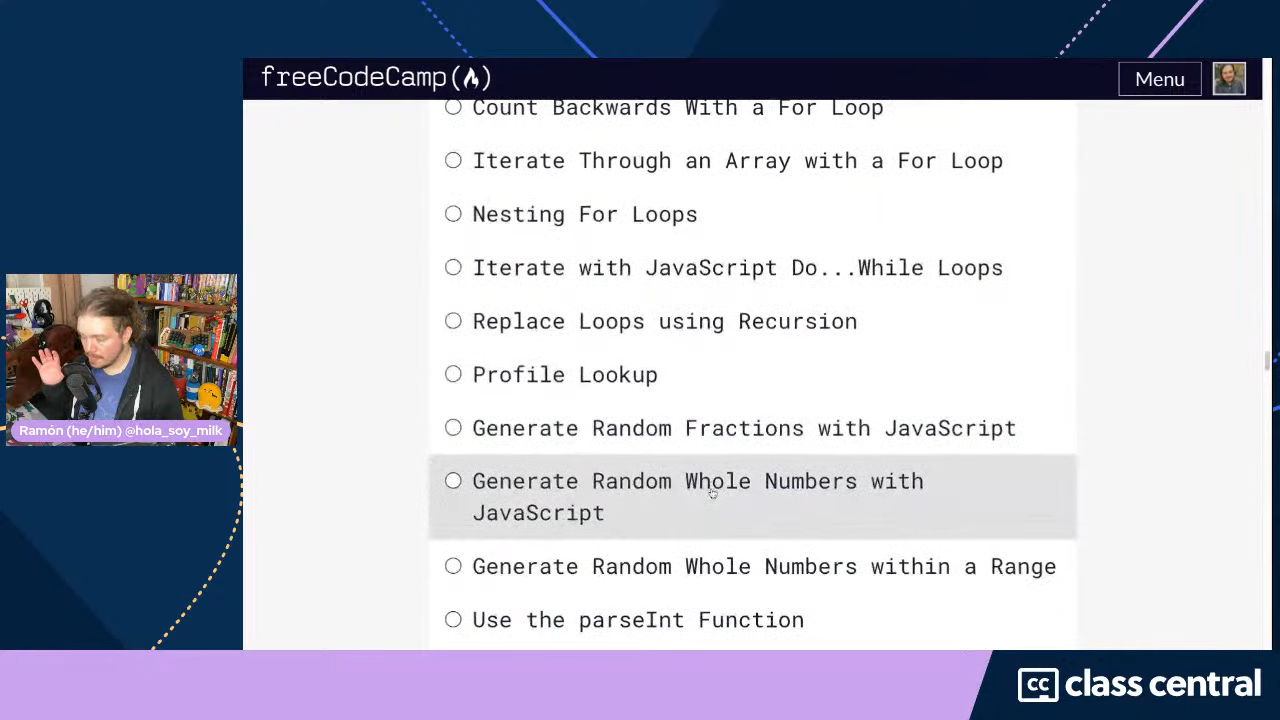 freeCodeCamp(🔥)
Menu
Count Backwards With a For Loop
Iterate Through an Array with a For Loop
Nesting For Loops
Iterate with JavaScript Do...While Loops
Replace Loops using Recursion
Profile Lookup
Generate Random Fractions with JavaScript
Generate Random Whole Numbers with
JavaScript
Generate Random Whole Numbers within a Range
Use the parseInt Function
Ramón (he/him) @hola_soy_milk
cc class central